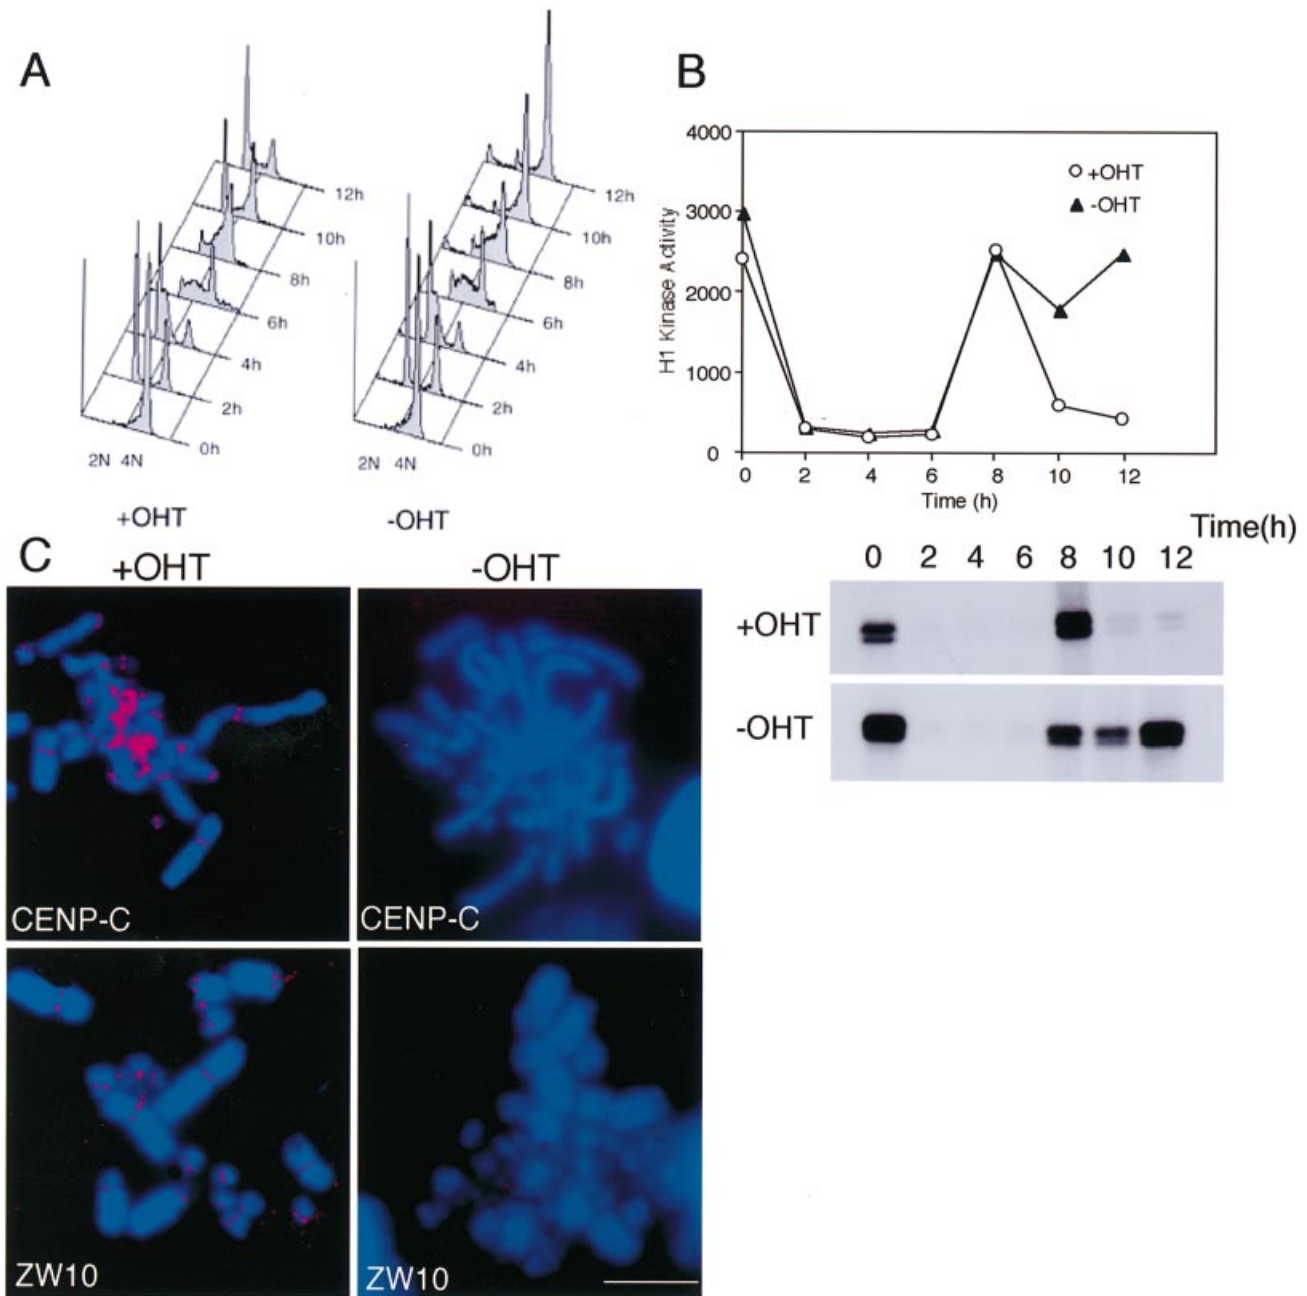 A
12h
10h
8h
6h
4h
2h
0h
2N 4N
+OHT
12h
10h
8h
6h
4h
2h
0h
2N 4N
-OHT
B
4000
3000
2000
1000
0
H1 Kinase Activity
+OHT
-OHT
0 2 4 6 8 10 12
Time (h)
Time(h)
0 2 4 6 8 10 12
+OHT
-OHT
C
+OHT
-OHT
CENP-C
CENP-C
ZW10
ZW10